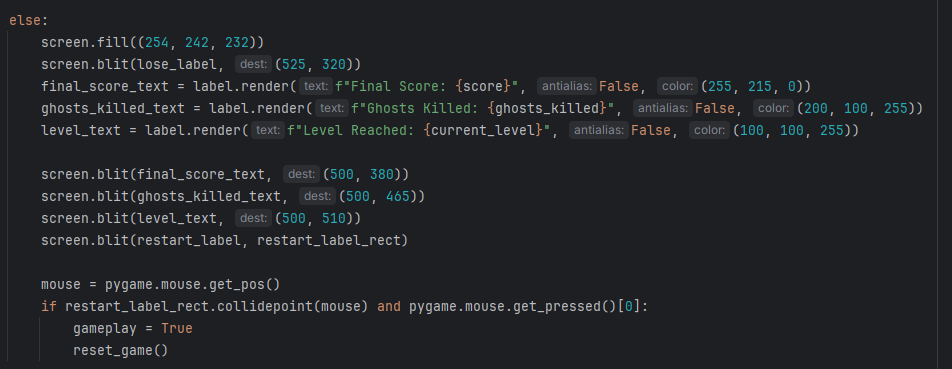 else:
    screen.fill((254, 242, 232))
    screen.blit(lose_label, dest: (525, 320))
    final_score_text = label.render( text: f"Final Score: {score}", antialias: False, color: (255, 215, 0))
    ghosts_killed_text = label.render( text: f"Ghosts Killed: {ghosts_killed}", antialias: False, color: (200, 100, 255))
    level_text = label.render( text: f"Level Reached: {current_level}", antialias: False, color: (100, 100, 255))
    screen.blit(final_score_text, dest: (500, 380))
    screen.blit(ghosts_killed_text, dest: (500, 465))
    screen.blit(level_text, dest: (500, 510))
    screen.blit(restart_label, restart_label_rect)
    mouse = pygame.mouse.get_pos()
    if restart_label_rect.collidepoint(mouse) and pygame.mouse.get_pressed()[0]:
        gameplay = True
        reset_game()